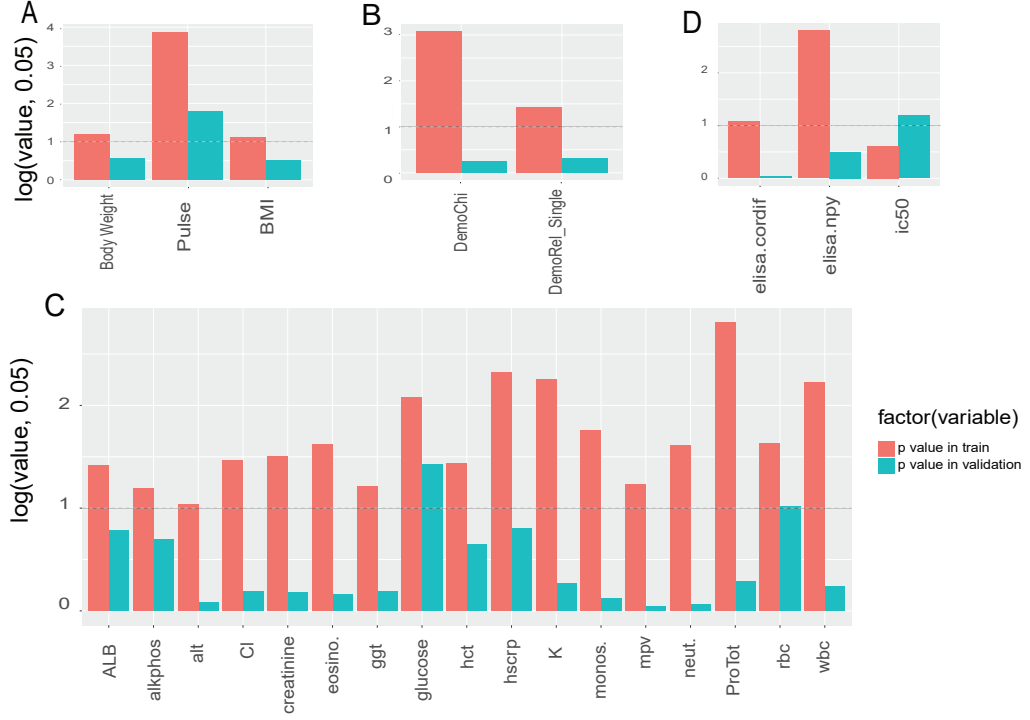 A
log(value, 0.05)
4
3
2
1
0
Body Weight
Pulse
BMI
B
3
2
1
0
DemoChi
DemoRel_Single
D
2
1
0
elisa.cordif
elisa.npy
ic50
C
log(value, 0.05)
2
1
0
ALB
alkphos
alt
Cl
creatinine
eosino.
ggt
glucose
hct
hscrp
K
monos.
mpv
neut.
ProTot
rbc
wbc
factor(variable)
p value in train
p value in validation